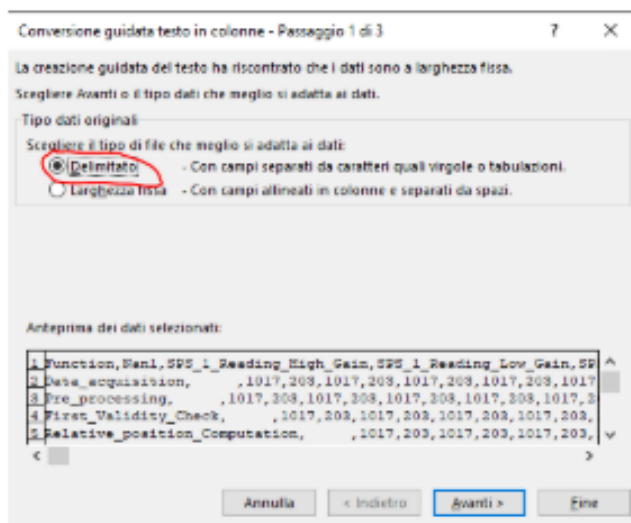 Conversione guidata testo in colonne - Passaggio 1 di 3 ? ×
La creazione guidata del testo ha riscontrato che i dati sono a larghezza fissa.
Scegliere Avanti o il tipo dati che meglio si adatta ai dati.
Tipo dati originali
Scegliere il tipo di file che meglio si adatta ai dati:
Delimitato - Con campi separati da caratteri quali virgole o tabulazioni.
Larghezza fissa - Con campi allineati in colonne e separati da spazi.
Anteprima dei dati selezionati:
1 Function,Nan1,SPS_1_Reading_High_Gain,SPS_1_Reading_Low_Gain,SP
2 Data_acquisition, ,1017,203,1017,203,1017,203,1017,203,1017
3 Pre_processing, ,1017,203,1017,203,1017,203,1017,203,1017,2
4 First_Validity_Check, ,1017,203,1017,203,1017,203,1017,203,
5 Relative_position_Computation, ,1017,203,1017,203,1017,203,
Annulla < Indietro Avanti > Fine